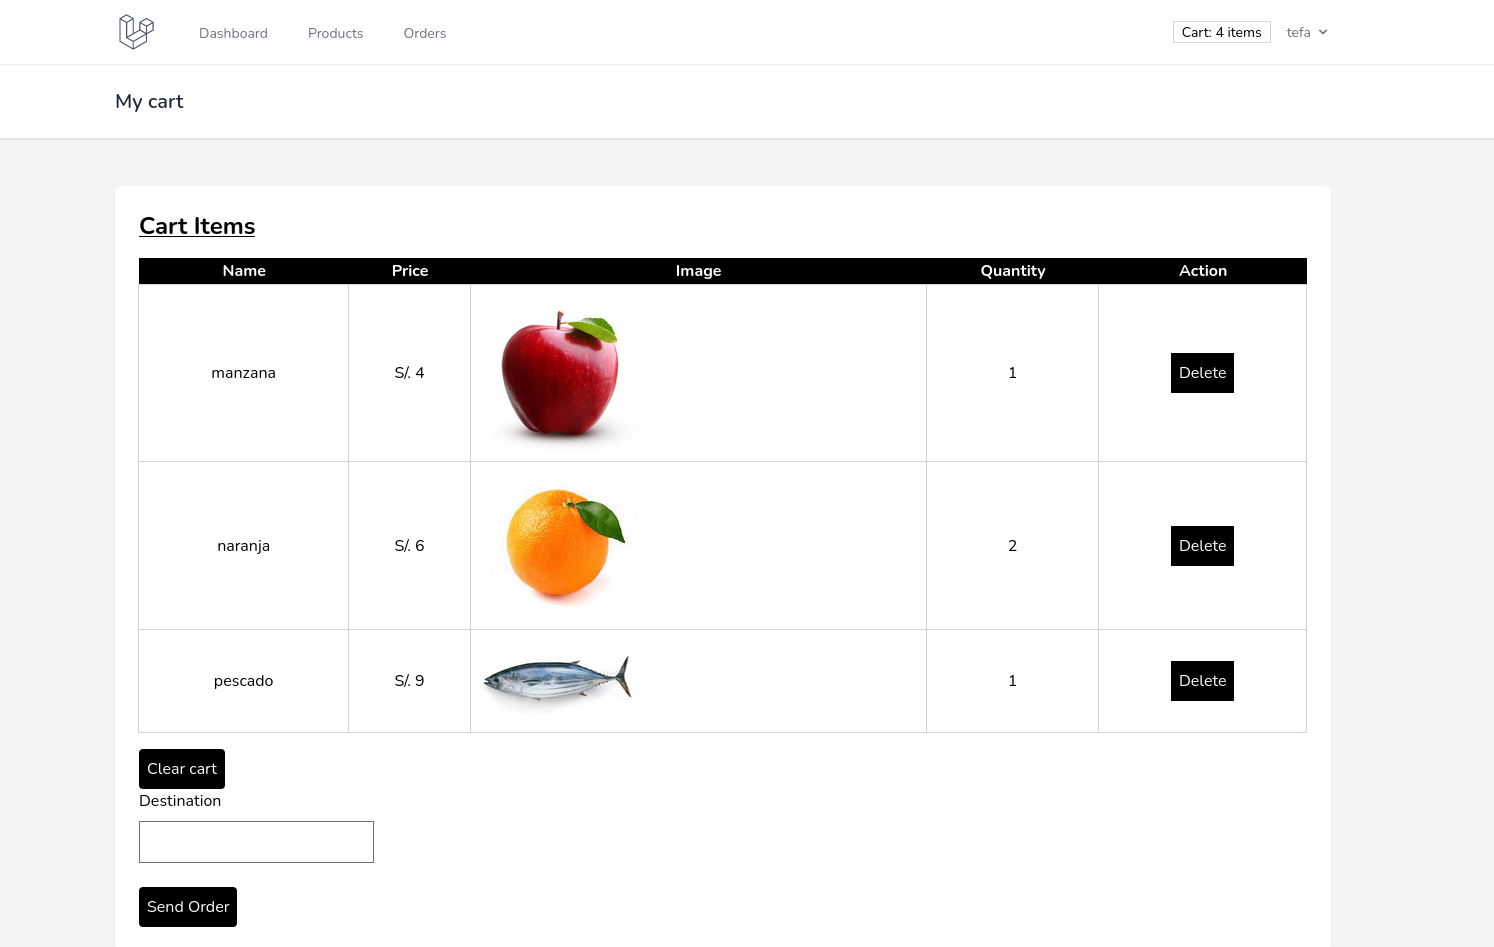 Dashboard Products Orders Cart: 4 items tefa
My cart
Cart Items
Name Price Image Quantity Action
manzana S/. 4 1 Delete
naranja S/. 6 2 Delete
pescado S/. 9 1 Delete
Clear cart
Destination
Send Order